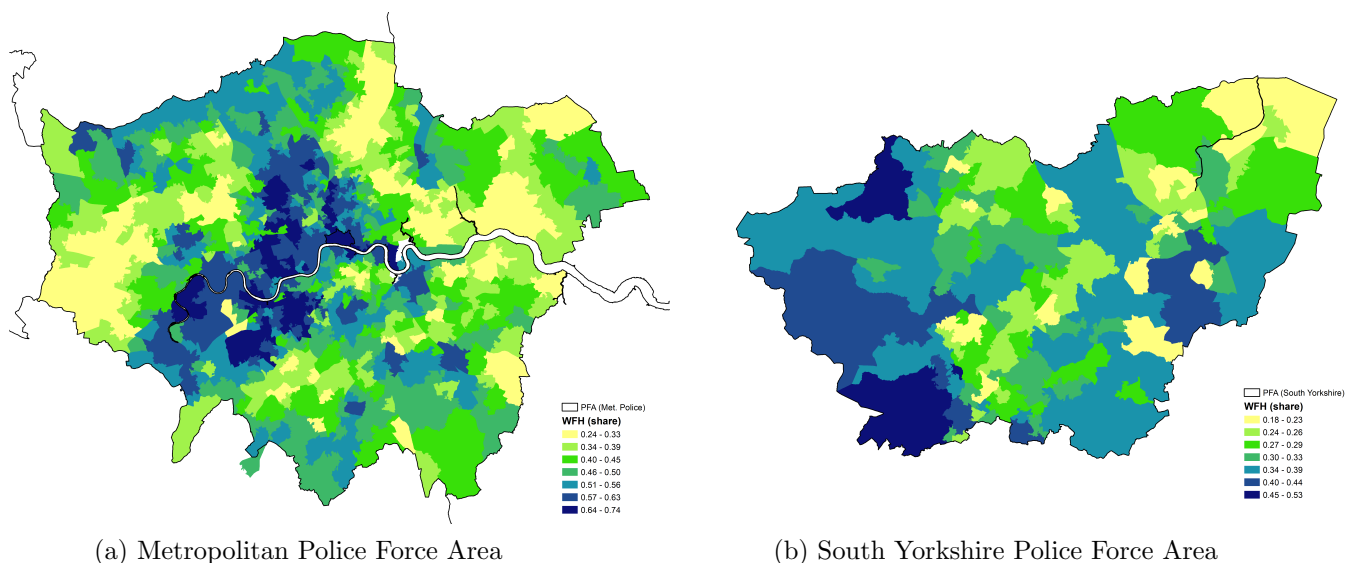 PFA (Met. Police)
WFH (share)
0.24 - 0.33
0.34 - 0.39
0.40 - 0.45
0.46 - 0.50
0.51 - 0.56
0.57 - 0.63
0.64 - 0.74
(a) Metropolitan Police Force Area
PFA (South Yorkshire)
WFH (share)
0.18 - 0.23
0.24 - 0.26
0.27 - 0.29
0.30 - 0.33
0.34 - 0.39
0.40 - 0.44
0.45 - 0.53
(b) South Yorkshire Police Force Area